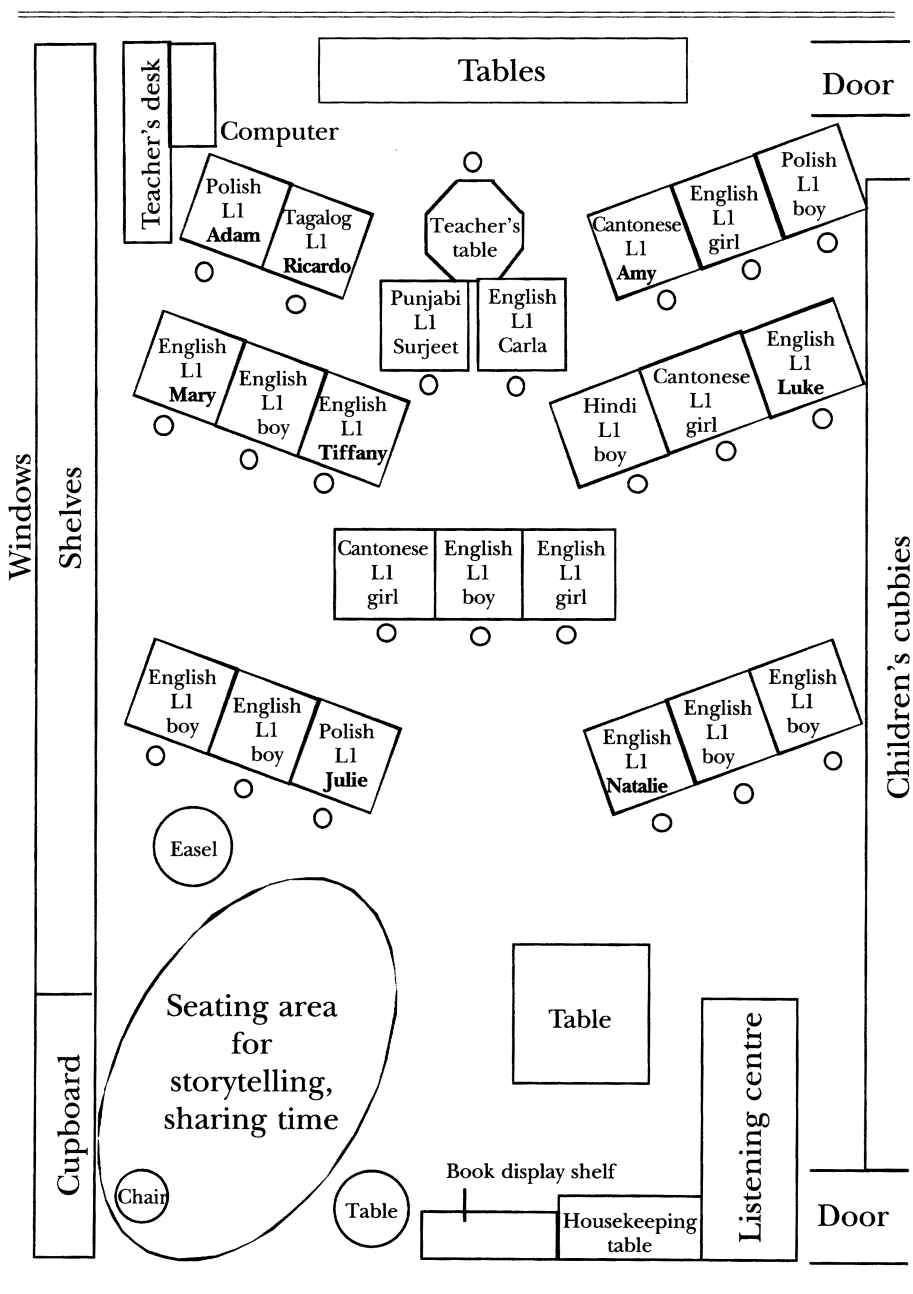 Tables
Door
Teacher's desk
Computer
Polish
L1
Adam
Tagalog
L1
Ricardo
Teacher's
table
Punjabi
L1
Surjeet
English
L1
Carla
Cantonese
L1
Amy
English
L1
girl
Polish
L1
boy
English
L1
Mary
English
L1
boy
English
L1
Tiffany
Hindi
L1
boy
Cantonese
L1
girl
English
L1
Luke
Windows
Shelves
Cantonese
L1
girl
English
L1
boy
English
L1
girl
Children's cubbies
English
L1
boy
English
L1
boy
Polish
L1
Julie
English
L1
Natalie
English
L1
boy
English
L1
boy
Easel
Seating area
for
storytelling,
sharing time
Table
Cupboard
Listening centre
Chair
Table
Book display shelf
Housekeeping
table
Door